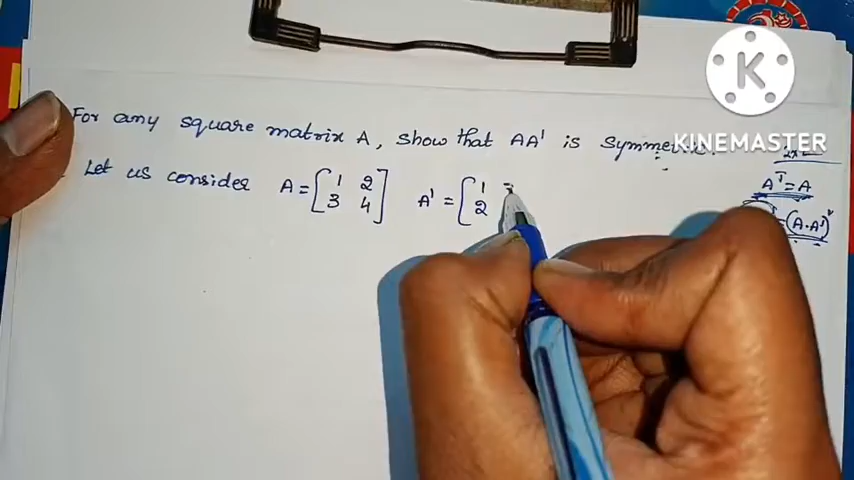 For any square matrix A, show that AA' is symmetric.
Let us consider A = [1 2 A' = [1
3 4] 2
A^T = A
(A·A')'
K
KINEMASTER